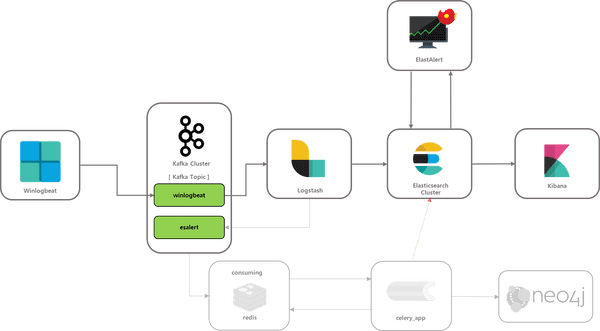 ElastAlert
Kafka Cluster
[ Kafka Topic ]
winlogbeat
esalert
Winlogbeat
Logstash
Elasticsearch
Cluster
Kibana
consuming
redis
celery_app
neo4j